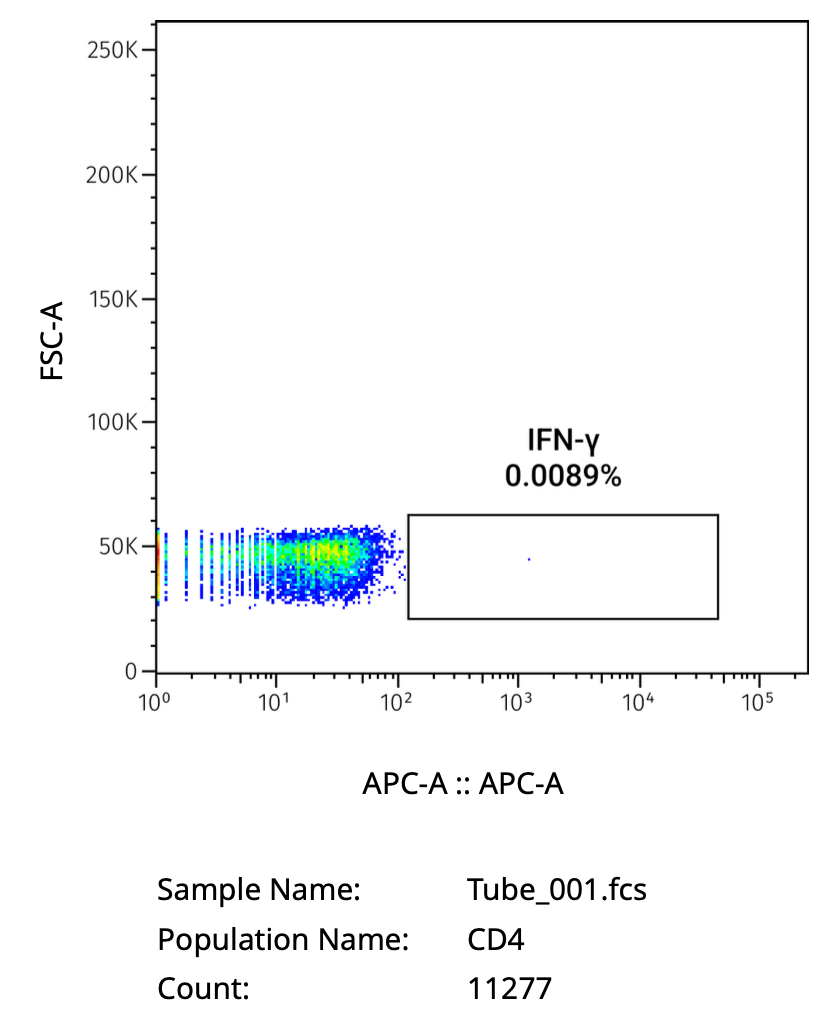 250K
200K
150K
100K
50K
0
FSC-A
IFN-γ
0.0089%
10⁰ 10¹ 10² 10³ 10⁴ 10⁵
APC-A :: APC-A
Sample Name: Tube_001.fcs
Population Name: CD4
Count: 11277